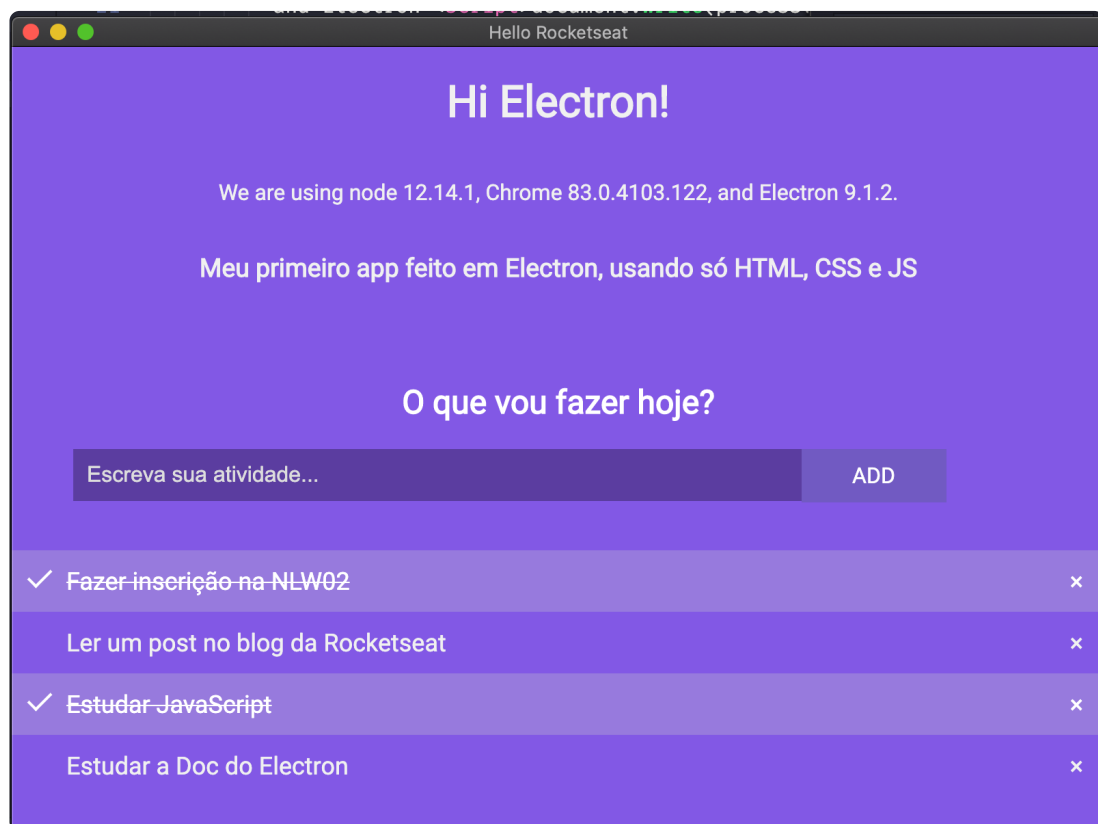 Hello Rocketseat
Hi Electron!
We are using node 12.14.1, Chrome 83.0.4103.122, and Electron 9.1.2.
Meu primeiro app feito em Electron, usando só HTML, CSS e JS
O que vou fazer hoje?
Escreva sua atividade... ADD
Fazer inscrição na NLW02 ×
Ler um post no blog da Rocketseat ×
Estudar JavaScript ×
Estudar a Doc do Electron ×